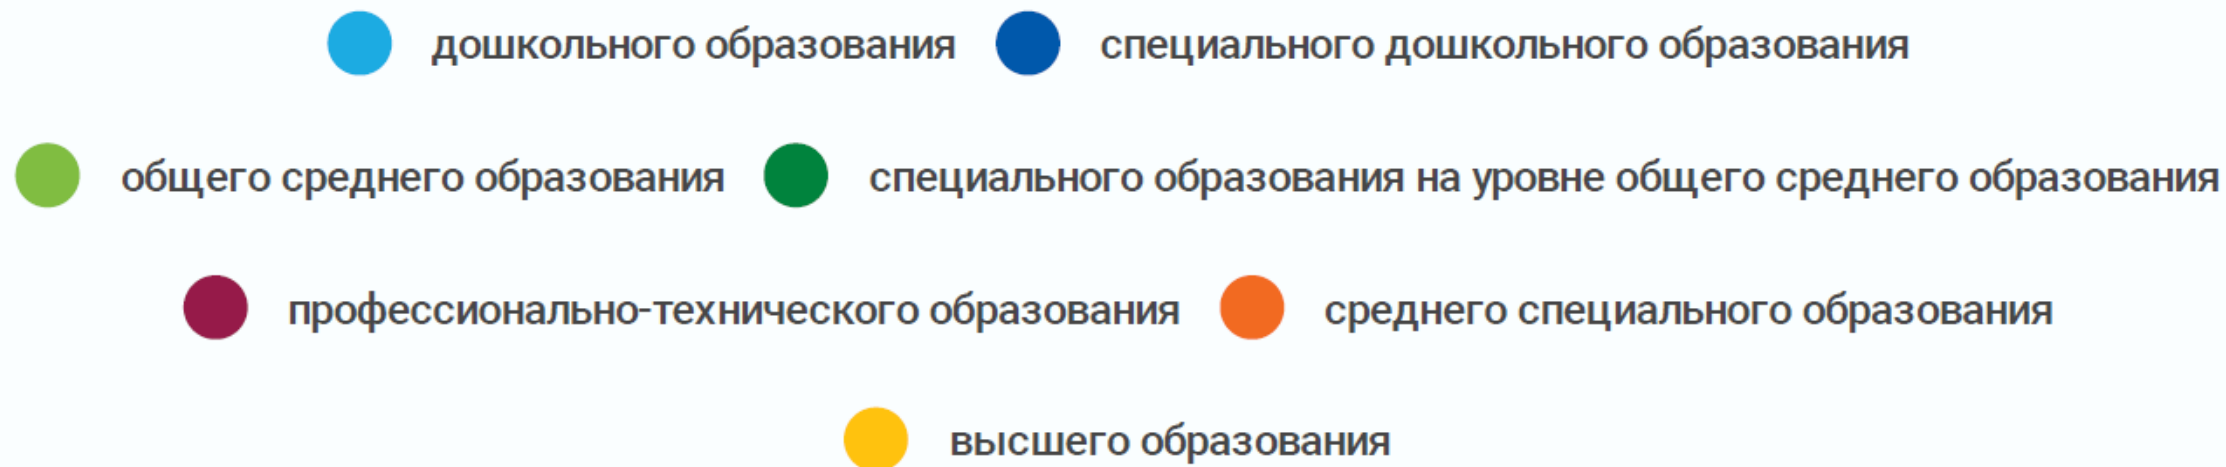 дошкольного образования специального дошкольного образования
общего среднего образования специального образования на уровне общего среднего образования
профессионально-технического образования среднего специального образования
высшего образования